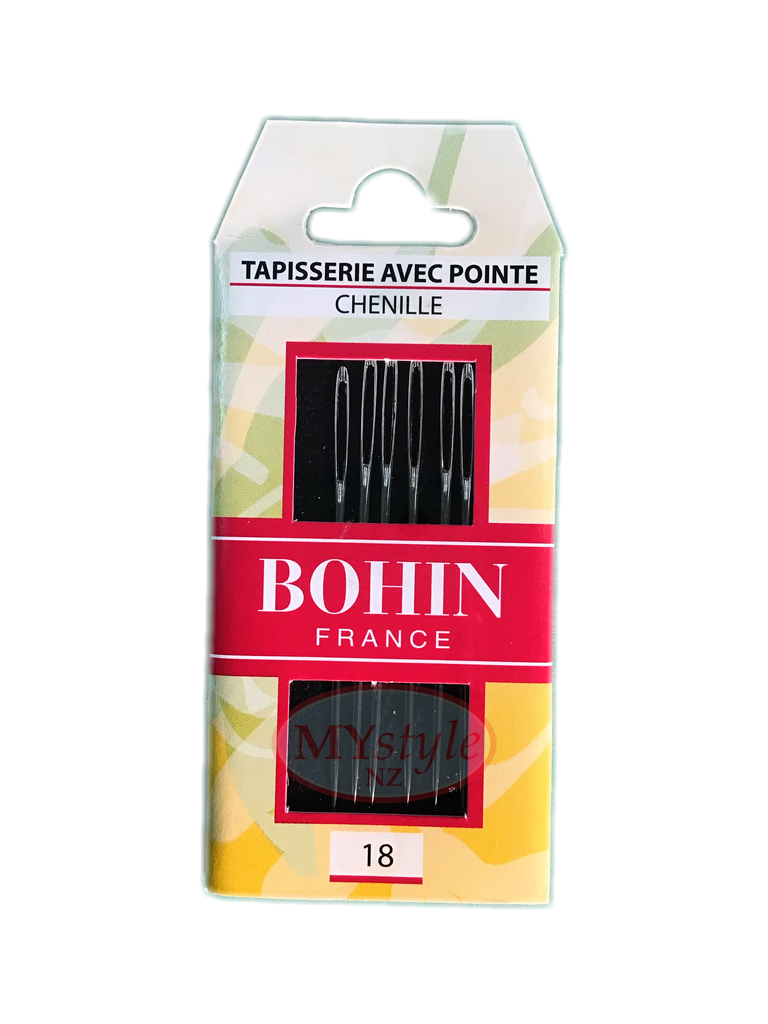 TAPISSERIE AVEC POINTE
CHENILLE
BOHIN
FRANCE
MYstyle
NZ
18